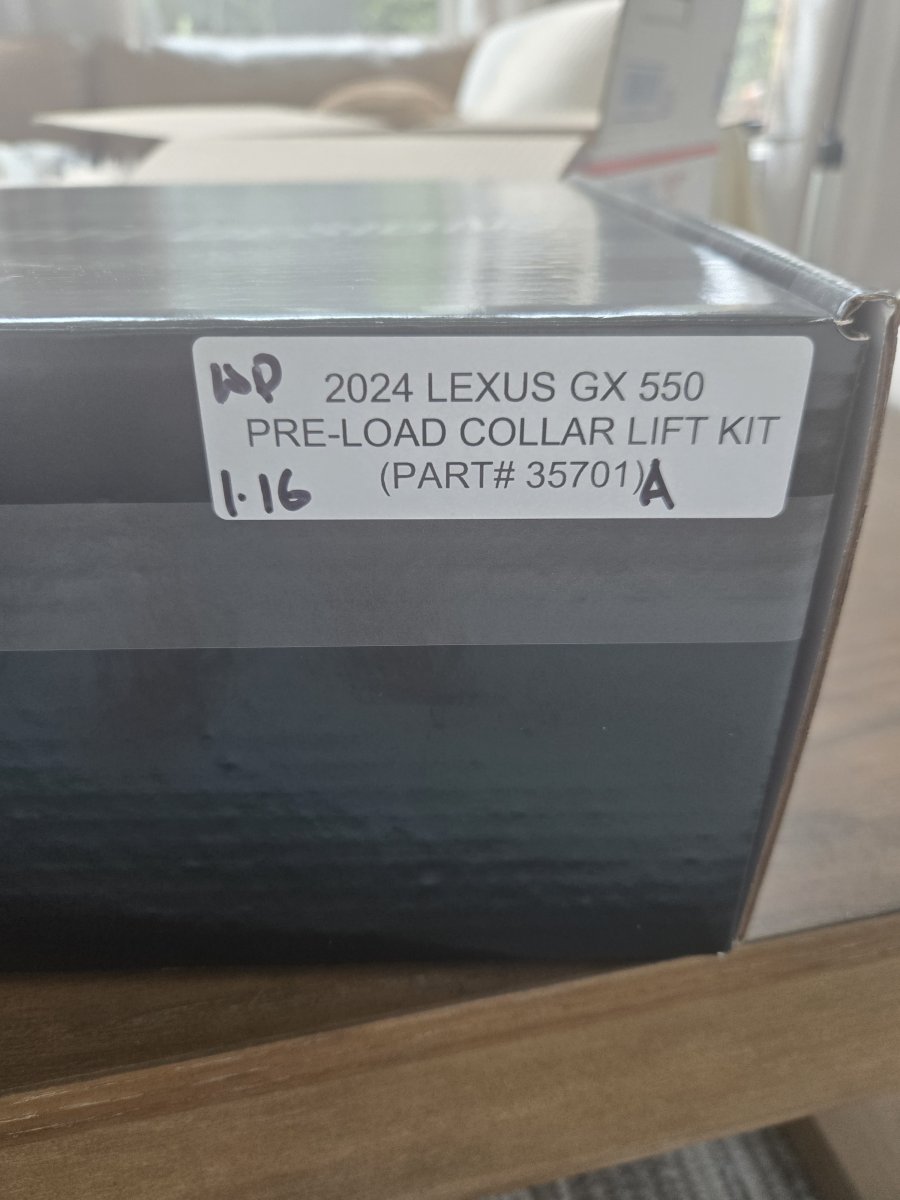 WP
2024 LEXUS GX 550
PRE-LOAD COLLAR LIFT KIT
(PART# 35701)A
1.16